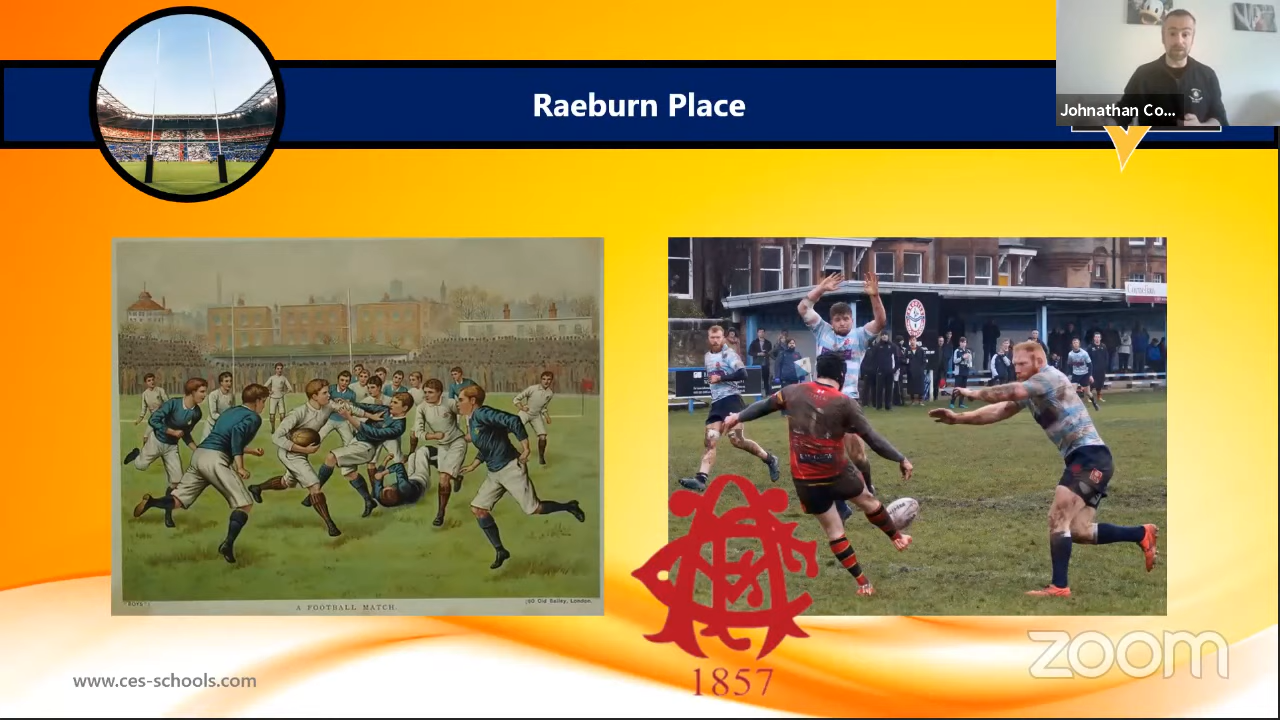 Raeburn Place
Johnathan Co...
A FOOTBALL MATCH.
1857
www.ces-schools.com
zoom